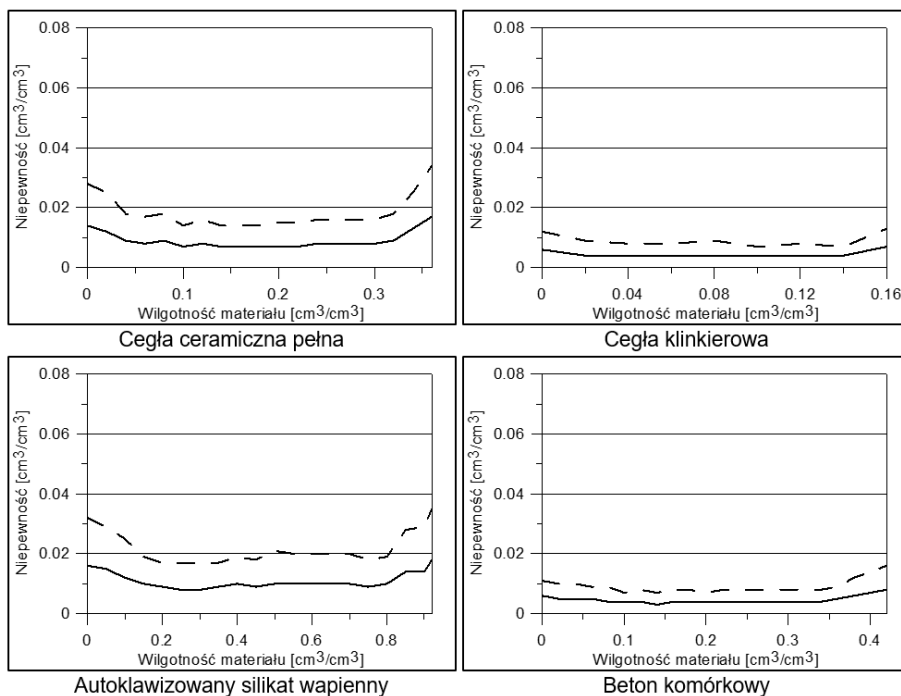 0.08
0.06
0.04
0.02
0
Niepewność [cm3/cm3]
0 0.1 0.2 0.3
Wilgotność materiału [cm3/cm3]
Cegła ceramiczna pełna
0.08
0.06
0.04
0.02
0
Niepewność [cm3/cm3]
0 0.04 0.08 0.12 0.16
Wilgotność materiału [cm3/cm3]
Cegła klinkierowa
0.08
0.06
0.04
0.02
0
Niepewność [cm3/cm3]
0 0.2 0.4 0.6 0.8
Wilgotność materiału [cm3/cm3]
Autoklawizowany silikat wapienny
0.08
0.06
0.04
0.02
0
Niepewność [cm3/cm3]
0 0.1 0.2 0.3 0.4
Wilgotność materiału [cm3/cm3]
Beton komórkowy